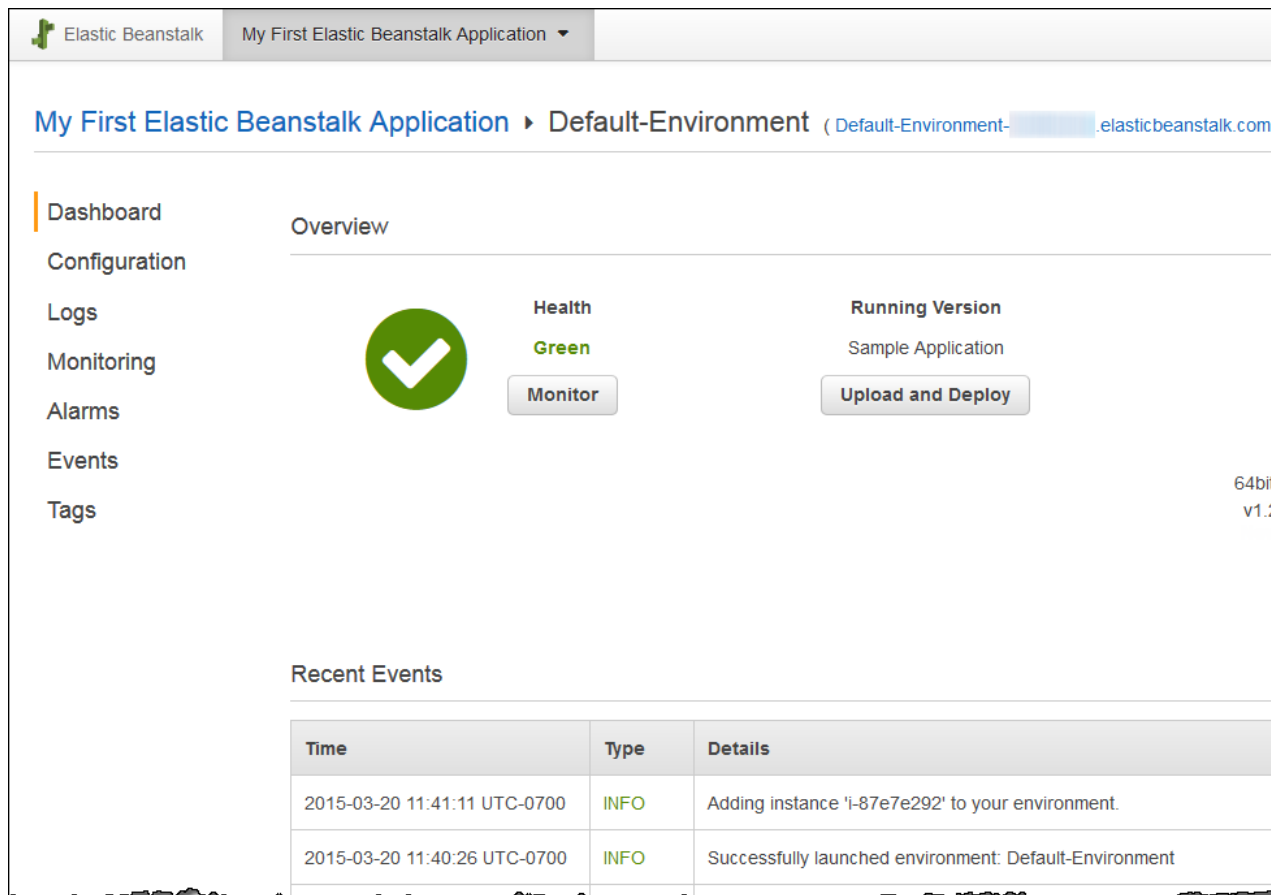 Elastic Beanstalk My First Elastic Beanstalk Application
My First Elastic Beanstalk Application Default-Environment ( Default-Environment- .elasticbeanstalk.com
Dashboard
Configuration
Logs
Monitoring
Alarms
Events
Tags
Overview
Health
Green
Monitor
Running Version
Sample Application
Upload and Deploy
64bit
v1.2
Recent Events
Time Type Details
2015-03-20 11:41:11 UTC-0700 INFO Adding instance 'i-87e7e292' to your environment.
2015-03-20 11:40:26 UTC-0700 INFO Successfully launched environment: Default-Environment